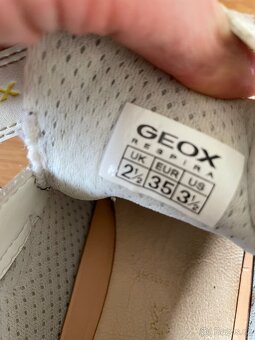 GEOX
RESPIRA
UK EUR US
2½ 35 3½